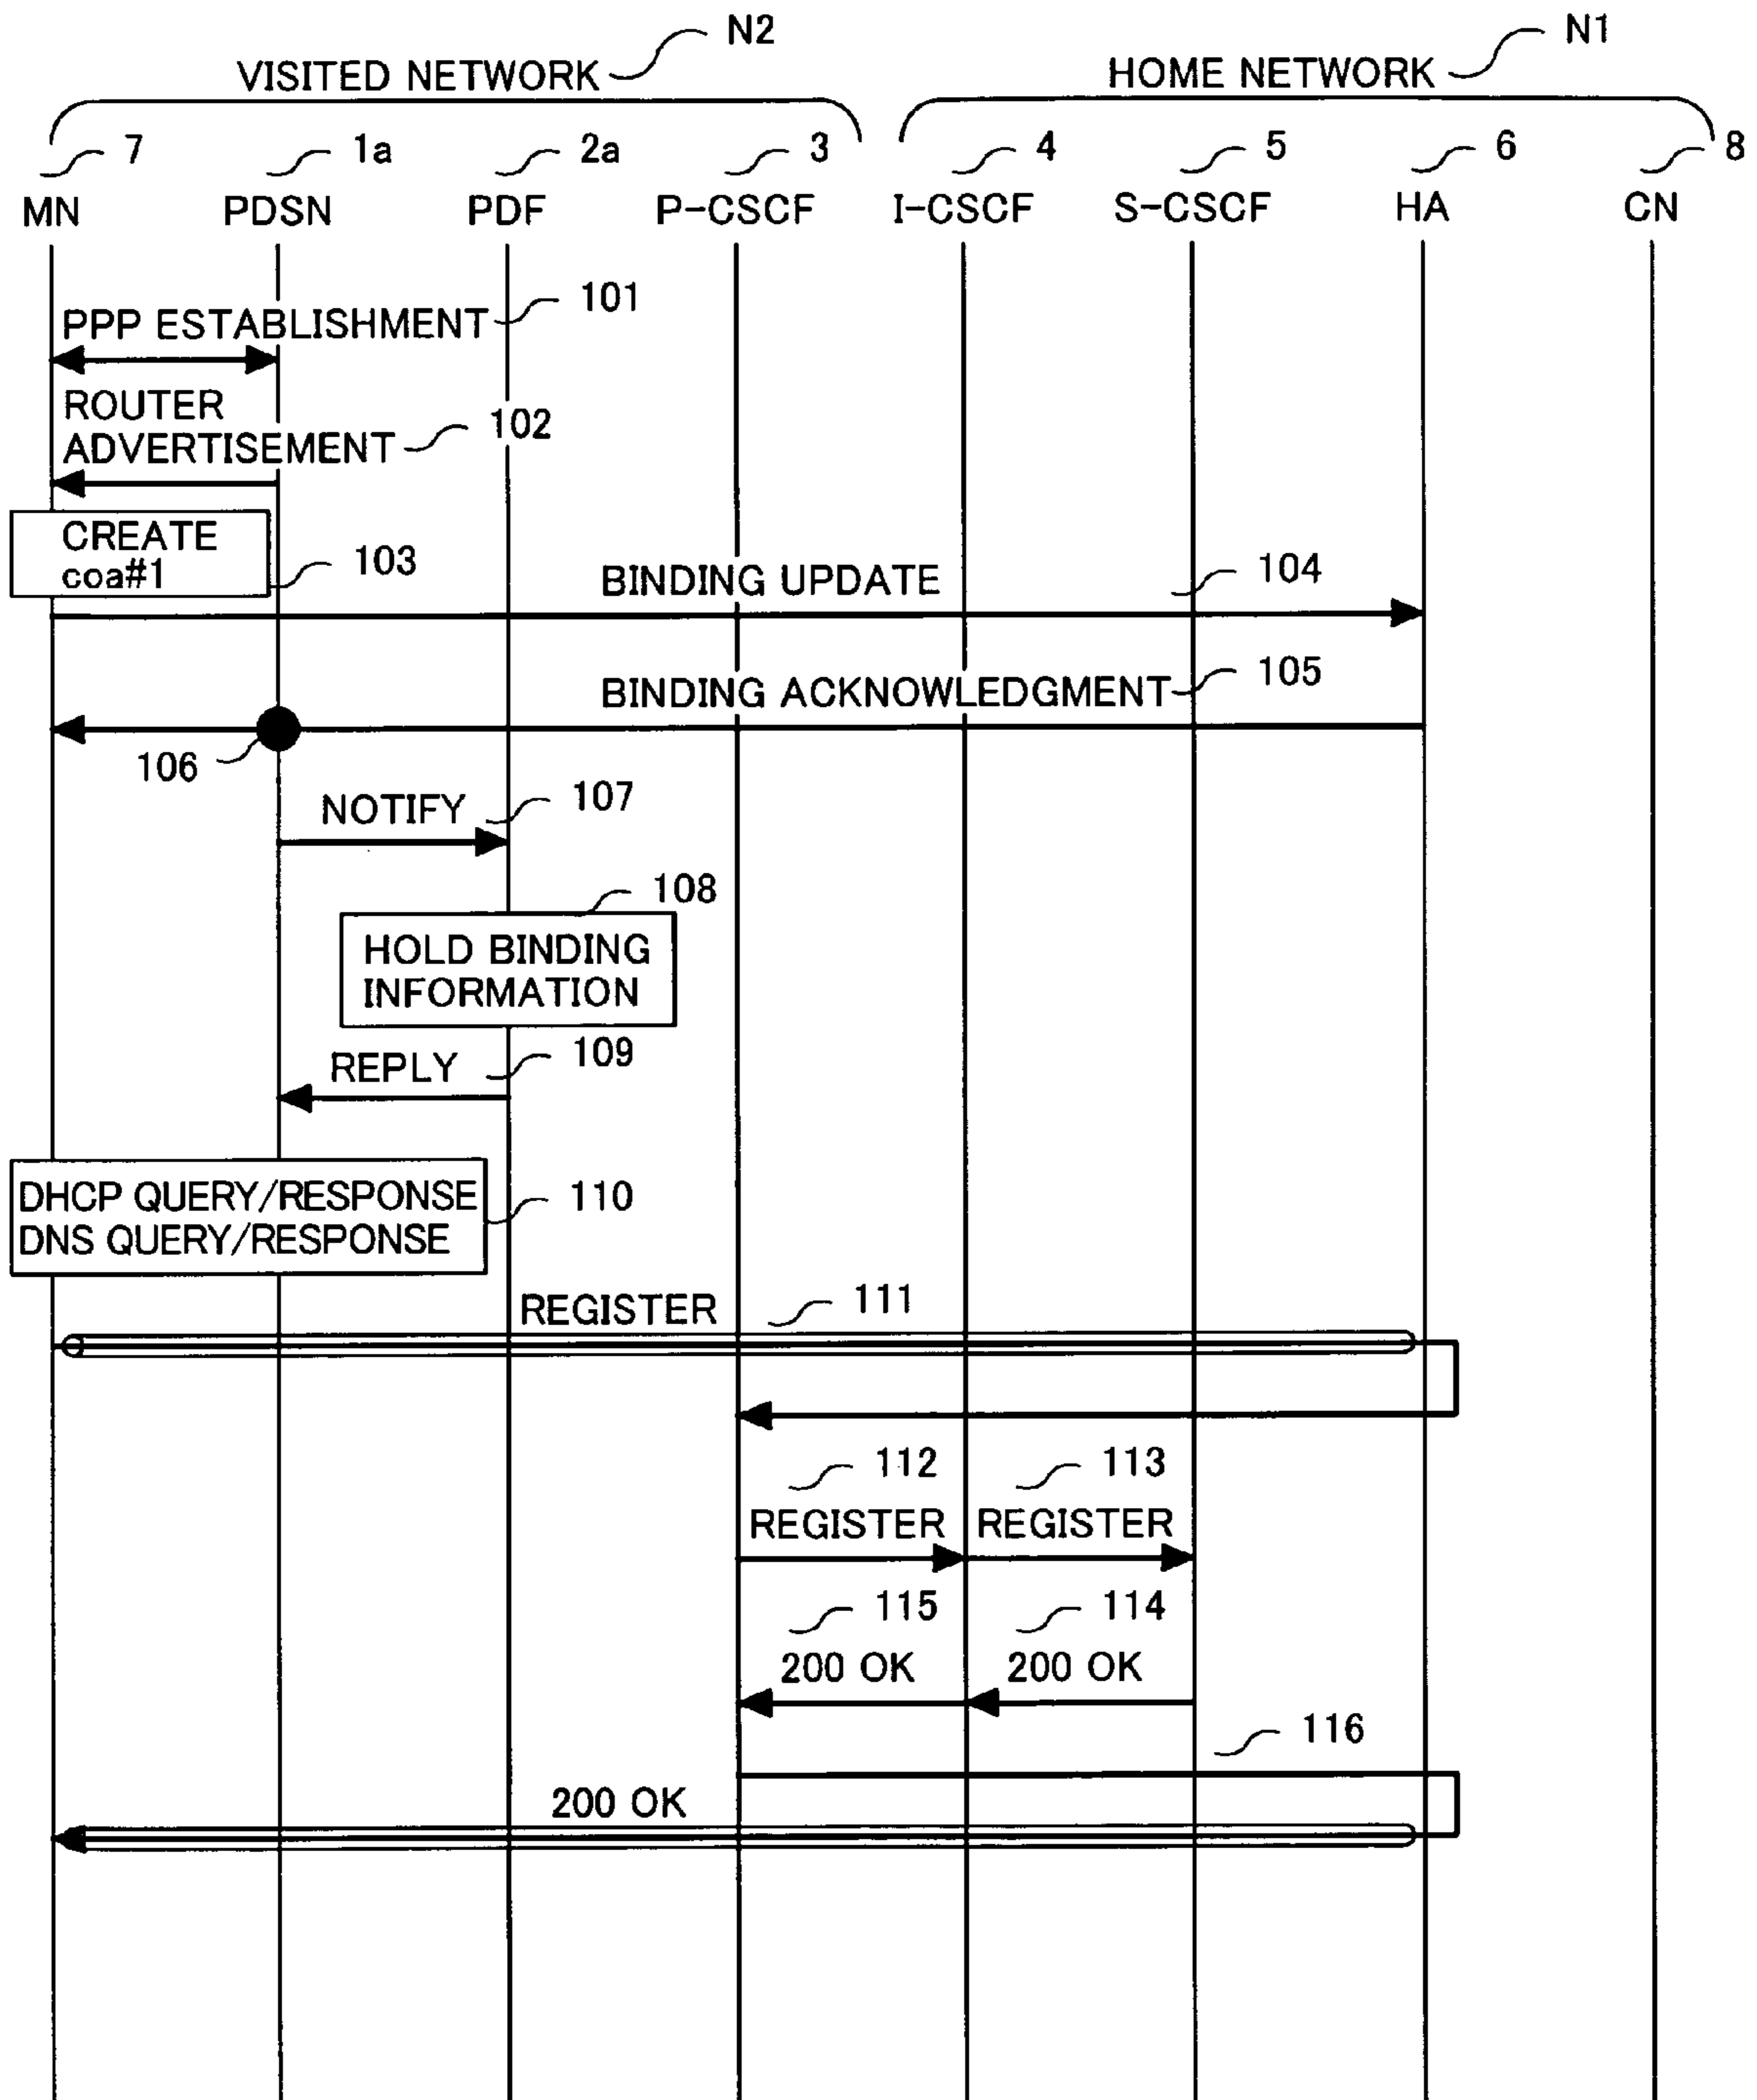 N2
N1
VISITED NETWORK
HOME NETWORK
7
1a
2a
3
4
5
6
8
MN
PDSN
PDF
P-CSCF
I-CSCF
S-CSCF
HA
CN
101
PPP ESTABLISHMENT
ROUTER
ADVERTISEMENT
102
CREATE
coa#1
103
BINDING UPDATE
104
BINDING ACKNOWLEDGMENT
105
106
NOTIFY
107
108
HOLD BINDING
INFORMATION
REPLY
109
DHCP QUERY/RESPONSE
DNS QUERY/RESPONSE
110
REGISTER
111
112
113
REGISTER
REGISTER
115
114
200 OK
200 OK
116
200 OK